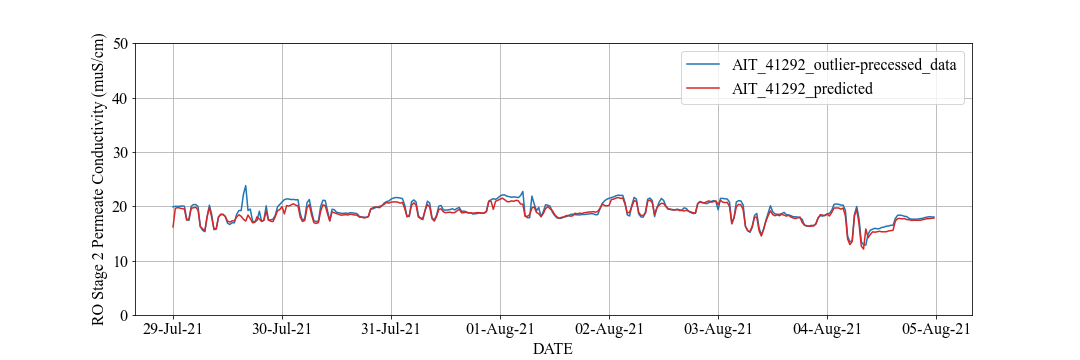 50
40
30
20
10
0
RO Stage 2 Permeate Conductivity (muS/cm)
AIT_41292_outlier-precessed_data
AIT_41292_predicted
29-Jul-21
30-Jul-21
31-Jul-21
01-Aug-21
02-Aug-21
03-Aug-21
04-Aug-21
05-Aug-21
DATE